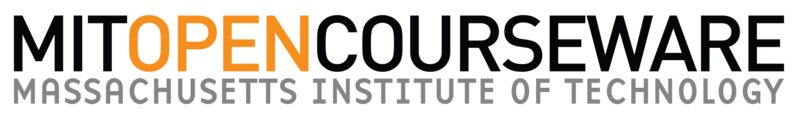 MITOPENCOURSEWARE
MASSACHUSETTS INSTITUTE OF TECHNOLOGY